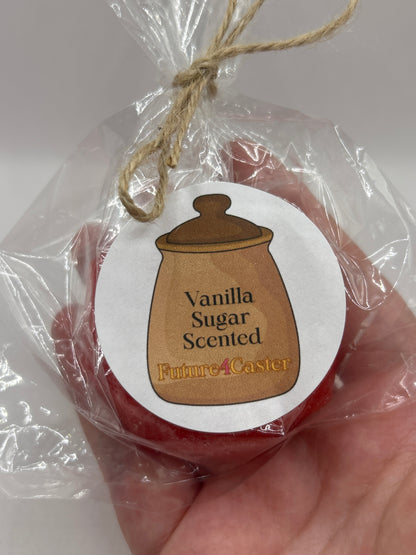 Vanilla
Sugar
Scented
Future4Caster